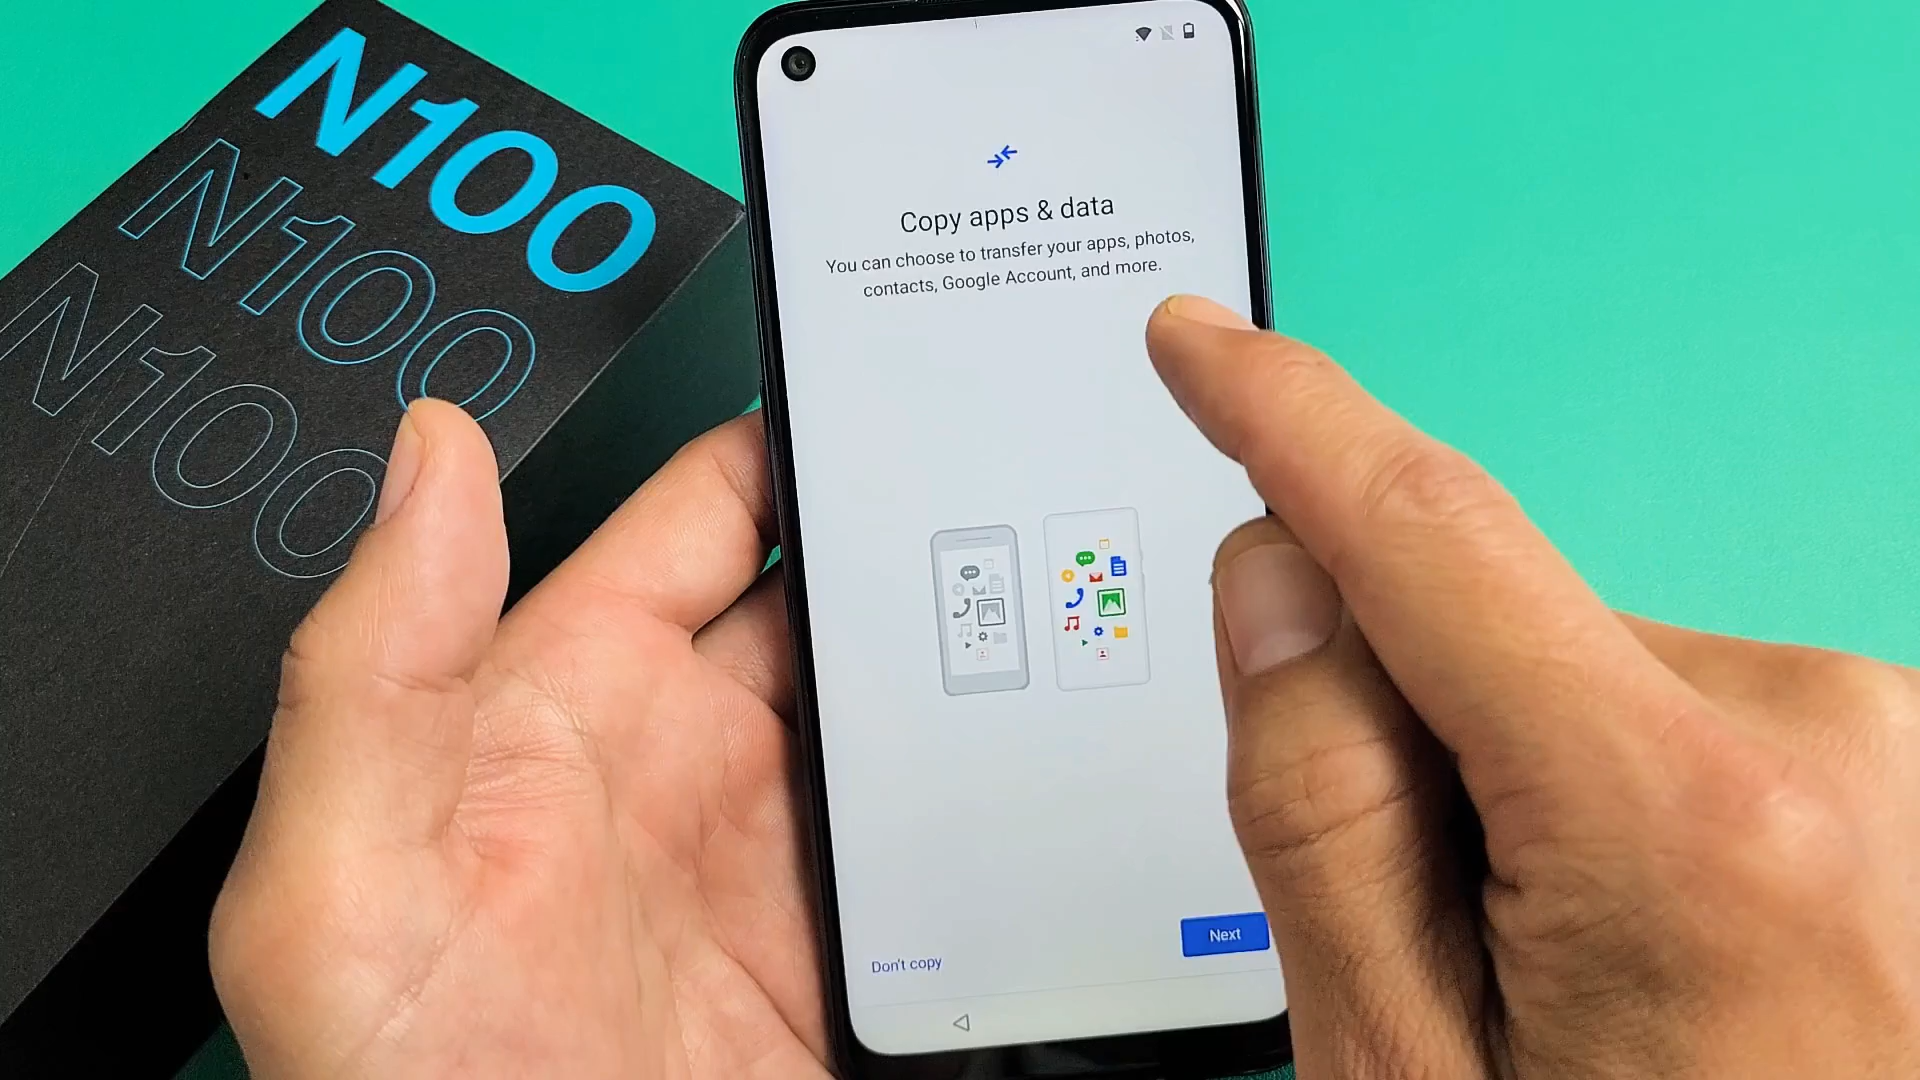 N100
N100
N100
Copy apps & data
You can choose to transfer your apps, photos,
contacts, Google Account, and more.
Don't copy
Next